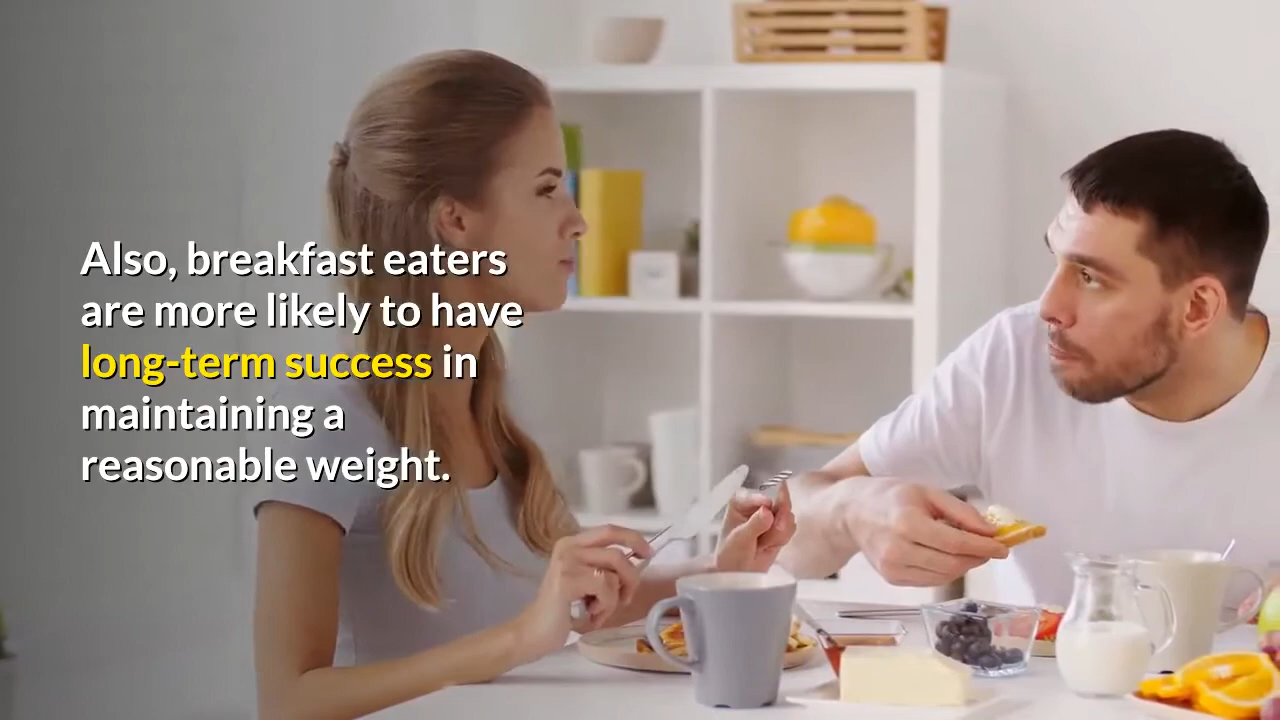 Also, breakfast eaters
are more likely to have
long-term success in
maintaining a
reasonable weight.